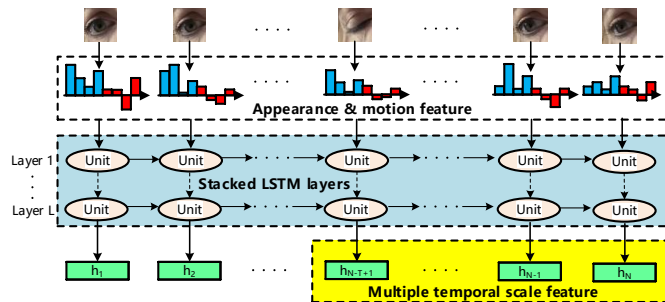 Appearance & motion feature
Layer 1
Unit Unit Unit Unit Unit
Stacked LSTM layers
Layer L
Unit Unit Unit Unit Unit
h1 h2 hN-T+1 hN-1 hN
Multiple temporal scale feature